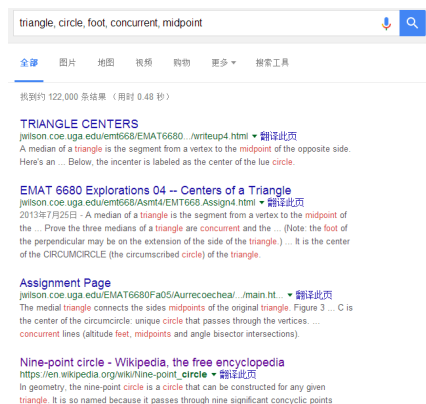 triangle, circle, foot, concurrent, midpoint
全部 图片 地图 视频 购物 更多 搜索工具
找到约 122,000 条结果 （用时 0.48 秒）
TRIANGLE CENTERS
jwilson.coe.uga.edu/emt668/EMAT6680.../writeup4.html 翻译此页
A median of a triangle is the segment from a vertex to the midpoint of the opposite side.
Here's an ... Below, the incenter is labeled as the center of the lue circle.
EMAT 6680 Explorations 04 -- Centers of a Triangle
jwilson.coe.uga.edu/emt668/Asmt4/EMT668.Assign4.html 翻译此页
2013年7月25日 - A median of a triangle is the segment from a vertex to the midpoint of
the ... Prove the three medians of a triangle are concurrent and the ... (Note: the foot of
the perpendicular may be on the extension of the side of the triangle.) ... It is the center
of the CIRCUMCIRCLE (the circumscribed circle) of the triangle.
Assignment Page
jwilson.coe.uga.edu/EMAT6680Fa05/Aurrecoechea/.../main.ht... 翻译此页
The medial triangle connects the sides midpoints of the original triangle. Figure 3 ... C is
the center of the circumcircle: unique circle that passes through the vertices. ...
concurrent lines (altitude feet, midpoints and angle bisector intersections).
Nine-point circle - Wikipedia, the free encyclopedia
https://en.wikipedia.org/wiki/Nine-point_circle 翻译此页
In geometry, the nine-point circle is a circle that can be constructed for any given
triangle. It is so named because it passes through nine significant concyclic points